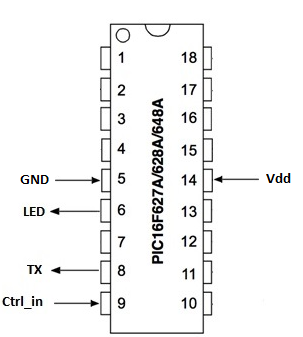 1 18
2 17
3 16
4 15
GND 5 14 Vdd
LED 6 13
7 12
TX 8 11
Ctrl_in 9 10
PIC16F627A/628A/648A